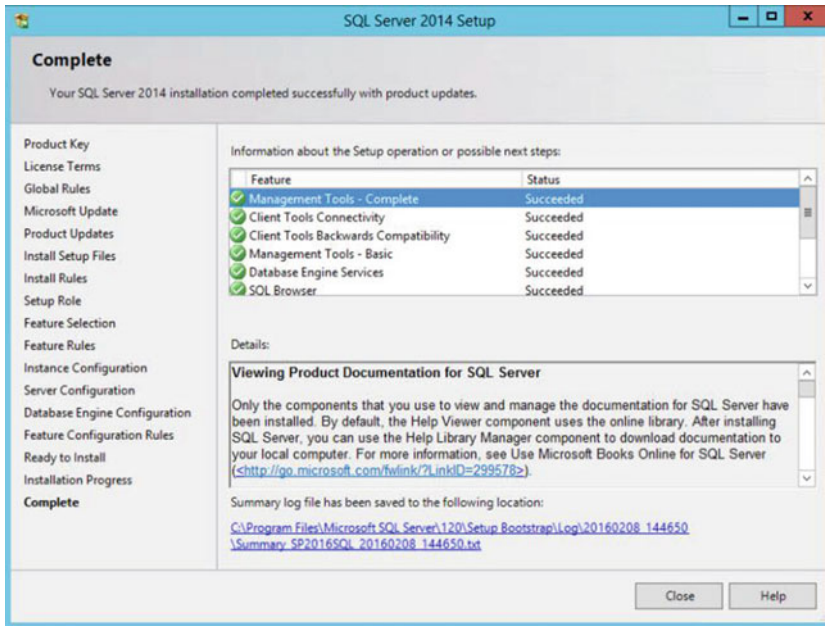 SQL Server 2014 Setup
Complete
Your SQL Server 2014 installation completed successfully with product updates.
Product Key
License Terms
Global Rules
Microsoft Update
Product Updates
Install Setup Files
Install Rules
Setup Role
Feature Selection
Feature Rules
Instance Configuration
Server Configuration
Database Engine Configuration
Feature Configuration Rules
Ready to Install
Installation Progress
Complete
Information about the Setup operation or possible next steps:
Feature Status
Management Tools - Complete Succeeded
Client Tools Connectivity Succeeded
Client Tools Backwards Compatibility Succeeded
Management Tools - Basic Succeeded
Database Engine Services Succeeded
SQL Browser Succeeded
Details:
Viewing Product Documentation for SQL Server
Only the components that you use to view and manage the documentation for SQL Server have
been installed. By default, the Help Viewer component uses the online library. After installing
SQL Server, you can use the Help Library Manager component to download documentation to
your local computer. For more information, see Use Microsoft Books Online for SQL Server
(<http://go.microsoft.com/fwlink/?LinkID=299578>).
Summary log file has been saved to the following location:
C:\Program Files\Microsoft SQL Server\120\Setup Bootstrap\Log\20160208_144650
\Summary_SP2016SQL_20160208_144650.txt
Close Help